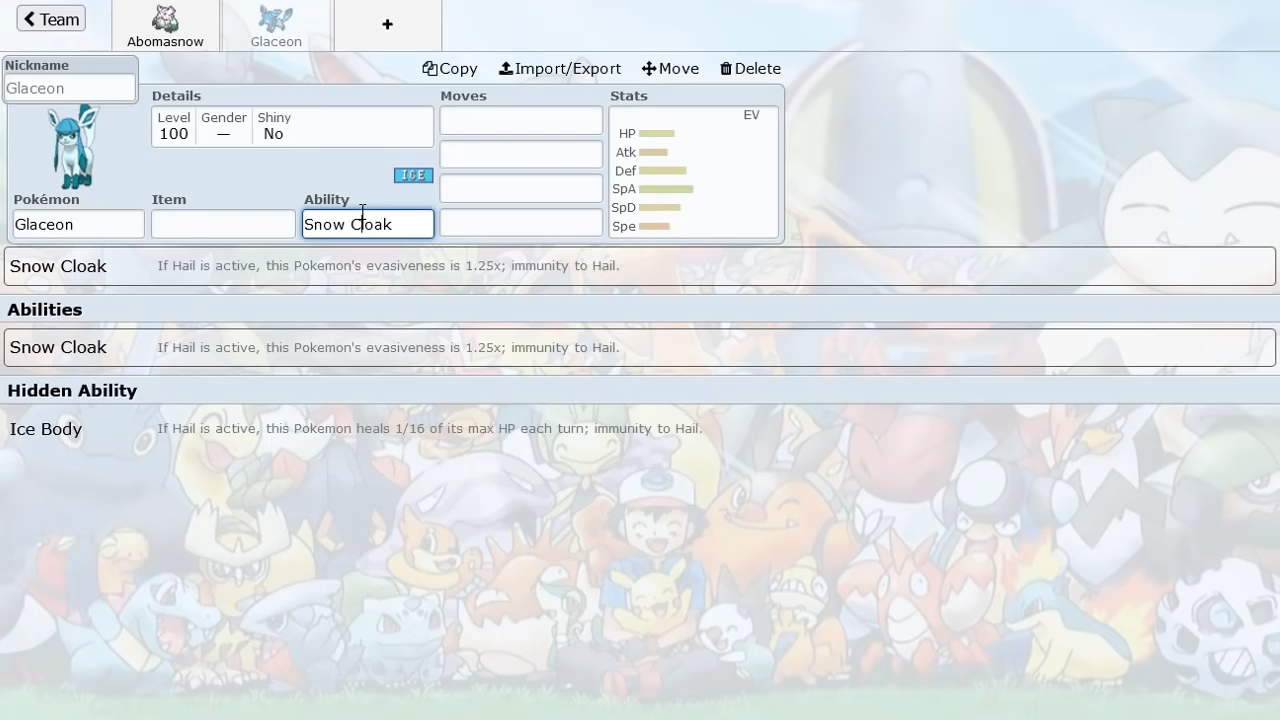 Team
Abomasnow
Glaceon
+
Nickname
Glaceon
Copy
Import/Export
Move
Delete
Details
Moves
Stats
Level
100
Gender
—
Shiny
No
EV
HP
Atk
Def
SpA
SpD
Spe
ICE
Pokémon
Glaceon
Item
Ability
Snow Cloak
Snow Cloak If Hail is active, this Pokemon's evasiveness is 1.25x; immunity to Hail.
Abilities
Snow Cloak If Hail is active, this Pokemon's evasiveness is 1.25x; immunity to Hail.
Hidden Ability
Ice Body If Hail is active, this Pokemon heals 1/16 of its max HP each turn; immunity to Hail.